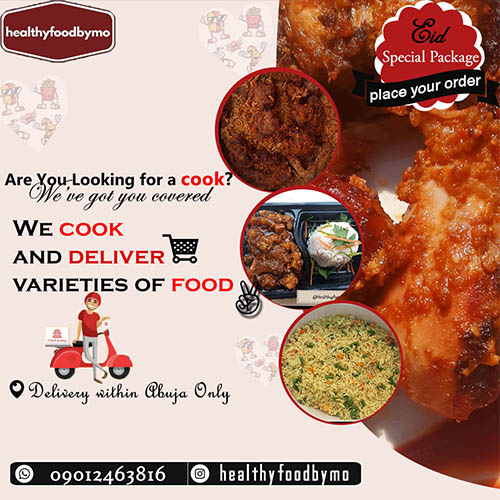 healthyfoodbymo
Eid
Special Package
place your order
Are You Looking for a cook?
We've got you covered
WE COOK
AND DELIVER
VARIETIES OF FOOD
Delivery within Abuja Only
09012463816
healthyfoodbymo